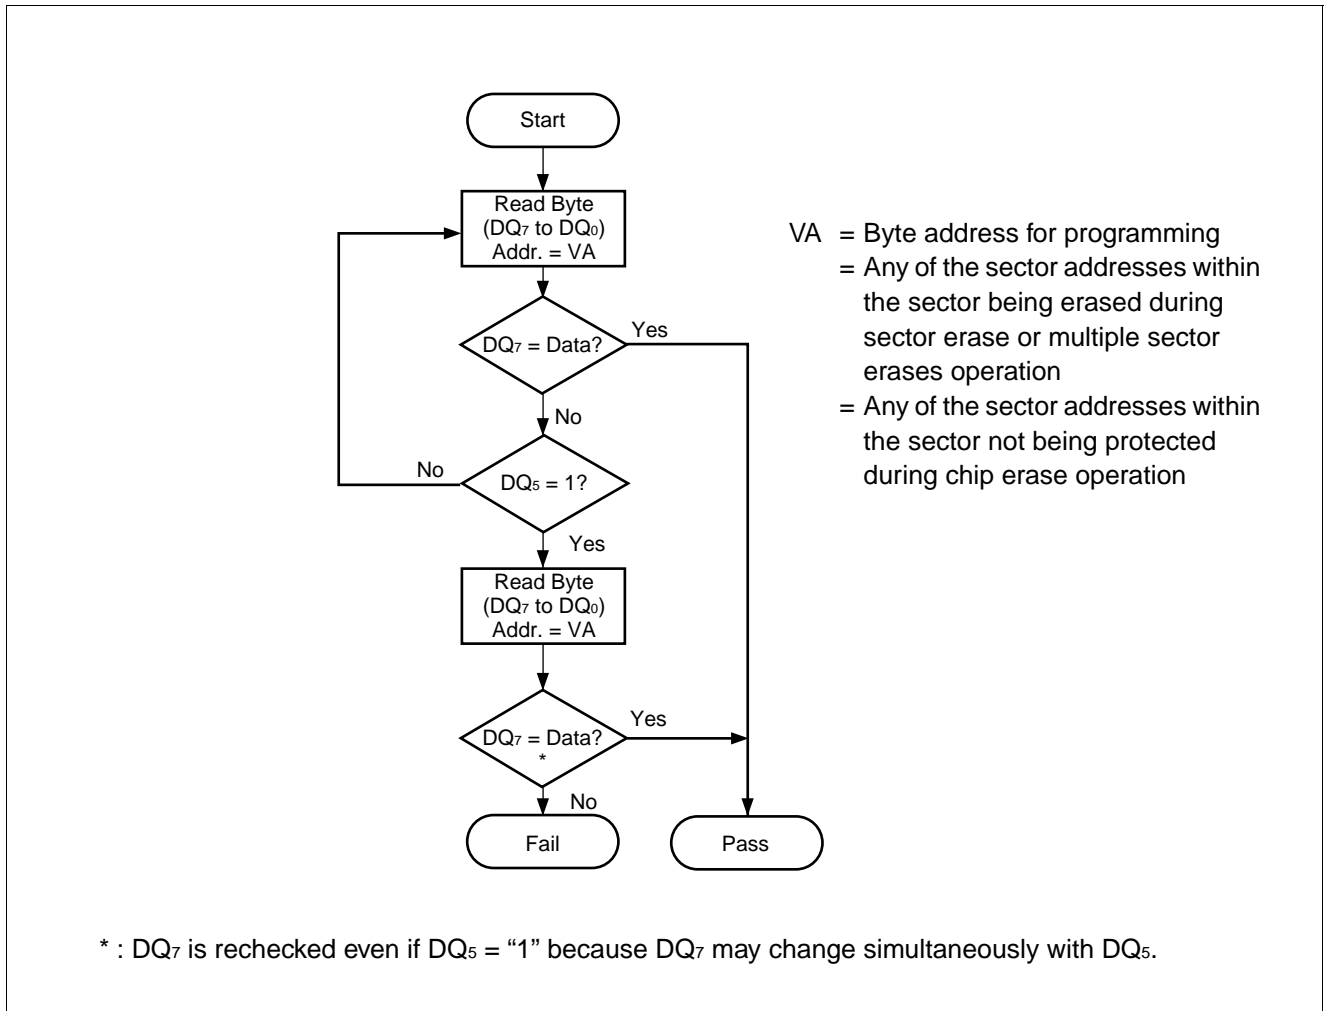 Start
Read Byte
(DQ7 to DQ0)
Addr. = VA
DQ7 = Data?
Yes
No
DQ5 = 1?
No
Yes
Read Byte
(DQ7 to DQ0)
Addr. = VA
DQ7 = Data?
*
Yes
No
Fail
Pass
VA = Byte address for programming
= Any of the sector addresses within
the sector being erased during
sector erase or multiple sector
erases operation
= Any of the sector addresses within
the sector not being protected
during chip erase operation
* : DQ7 is rechecked even if DQ5 = “1” because DQ7 may change simultaneously with DQ5.